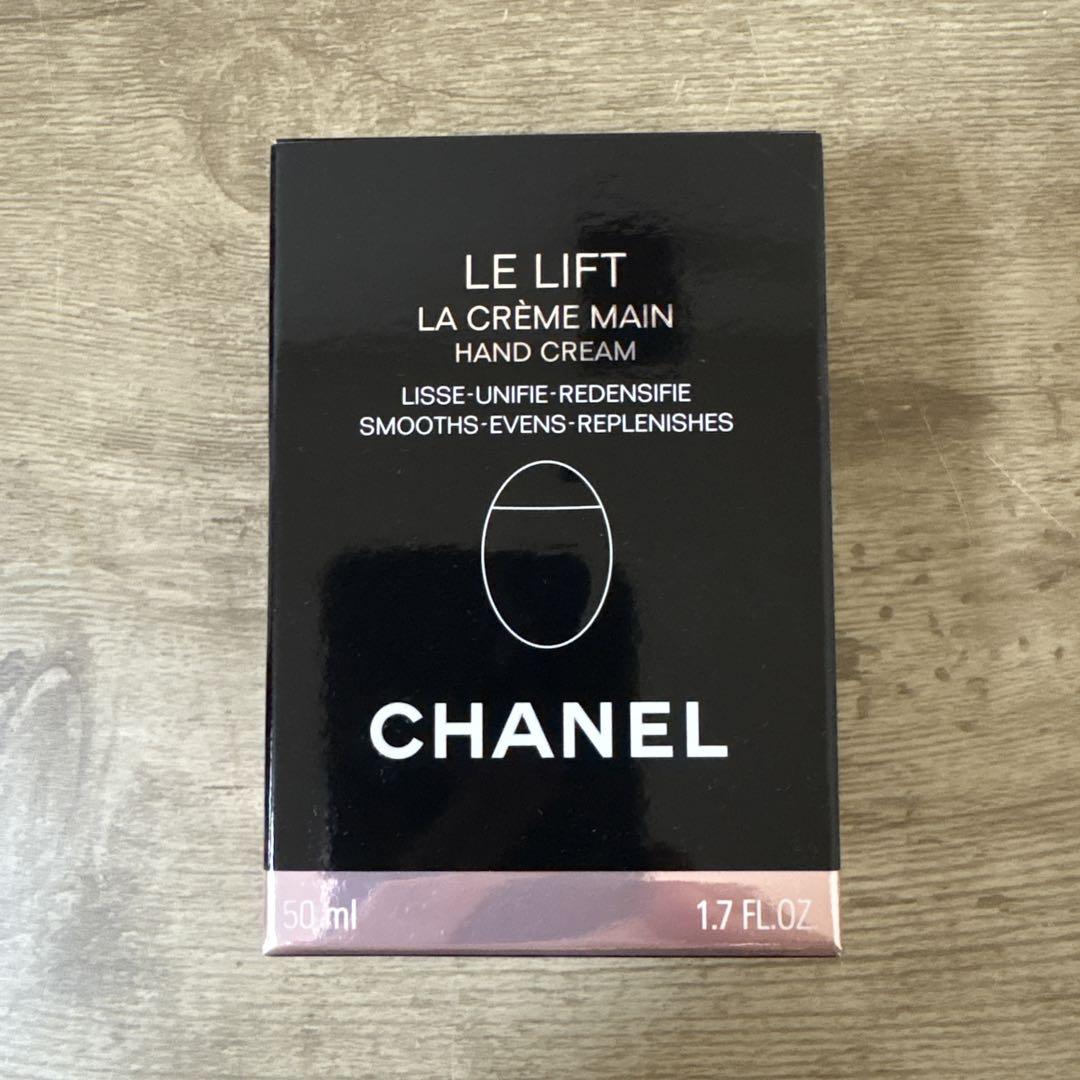 LE LIFT
LA CRÈME MAIN
HAND CREAM
LISSE-UNIFIE-REDENSIFIE
SMOOTHS-EVENS-REPLENISHES
CHANEL
50 ml 1.7 FL.OZ